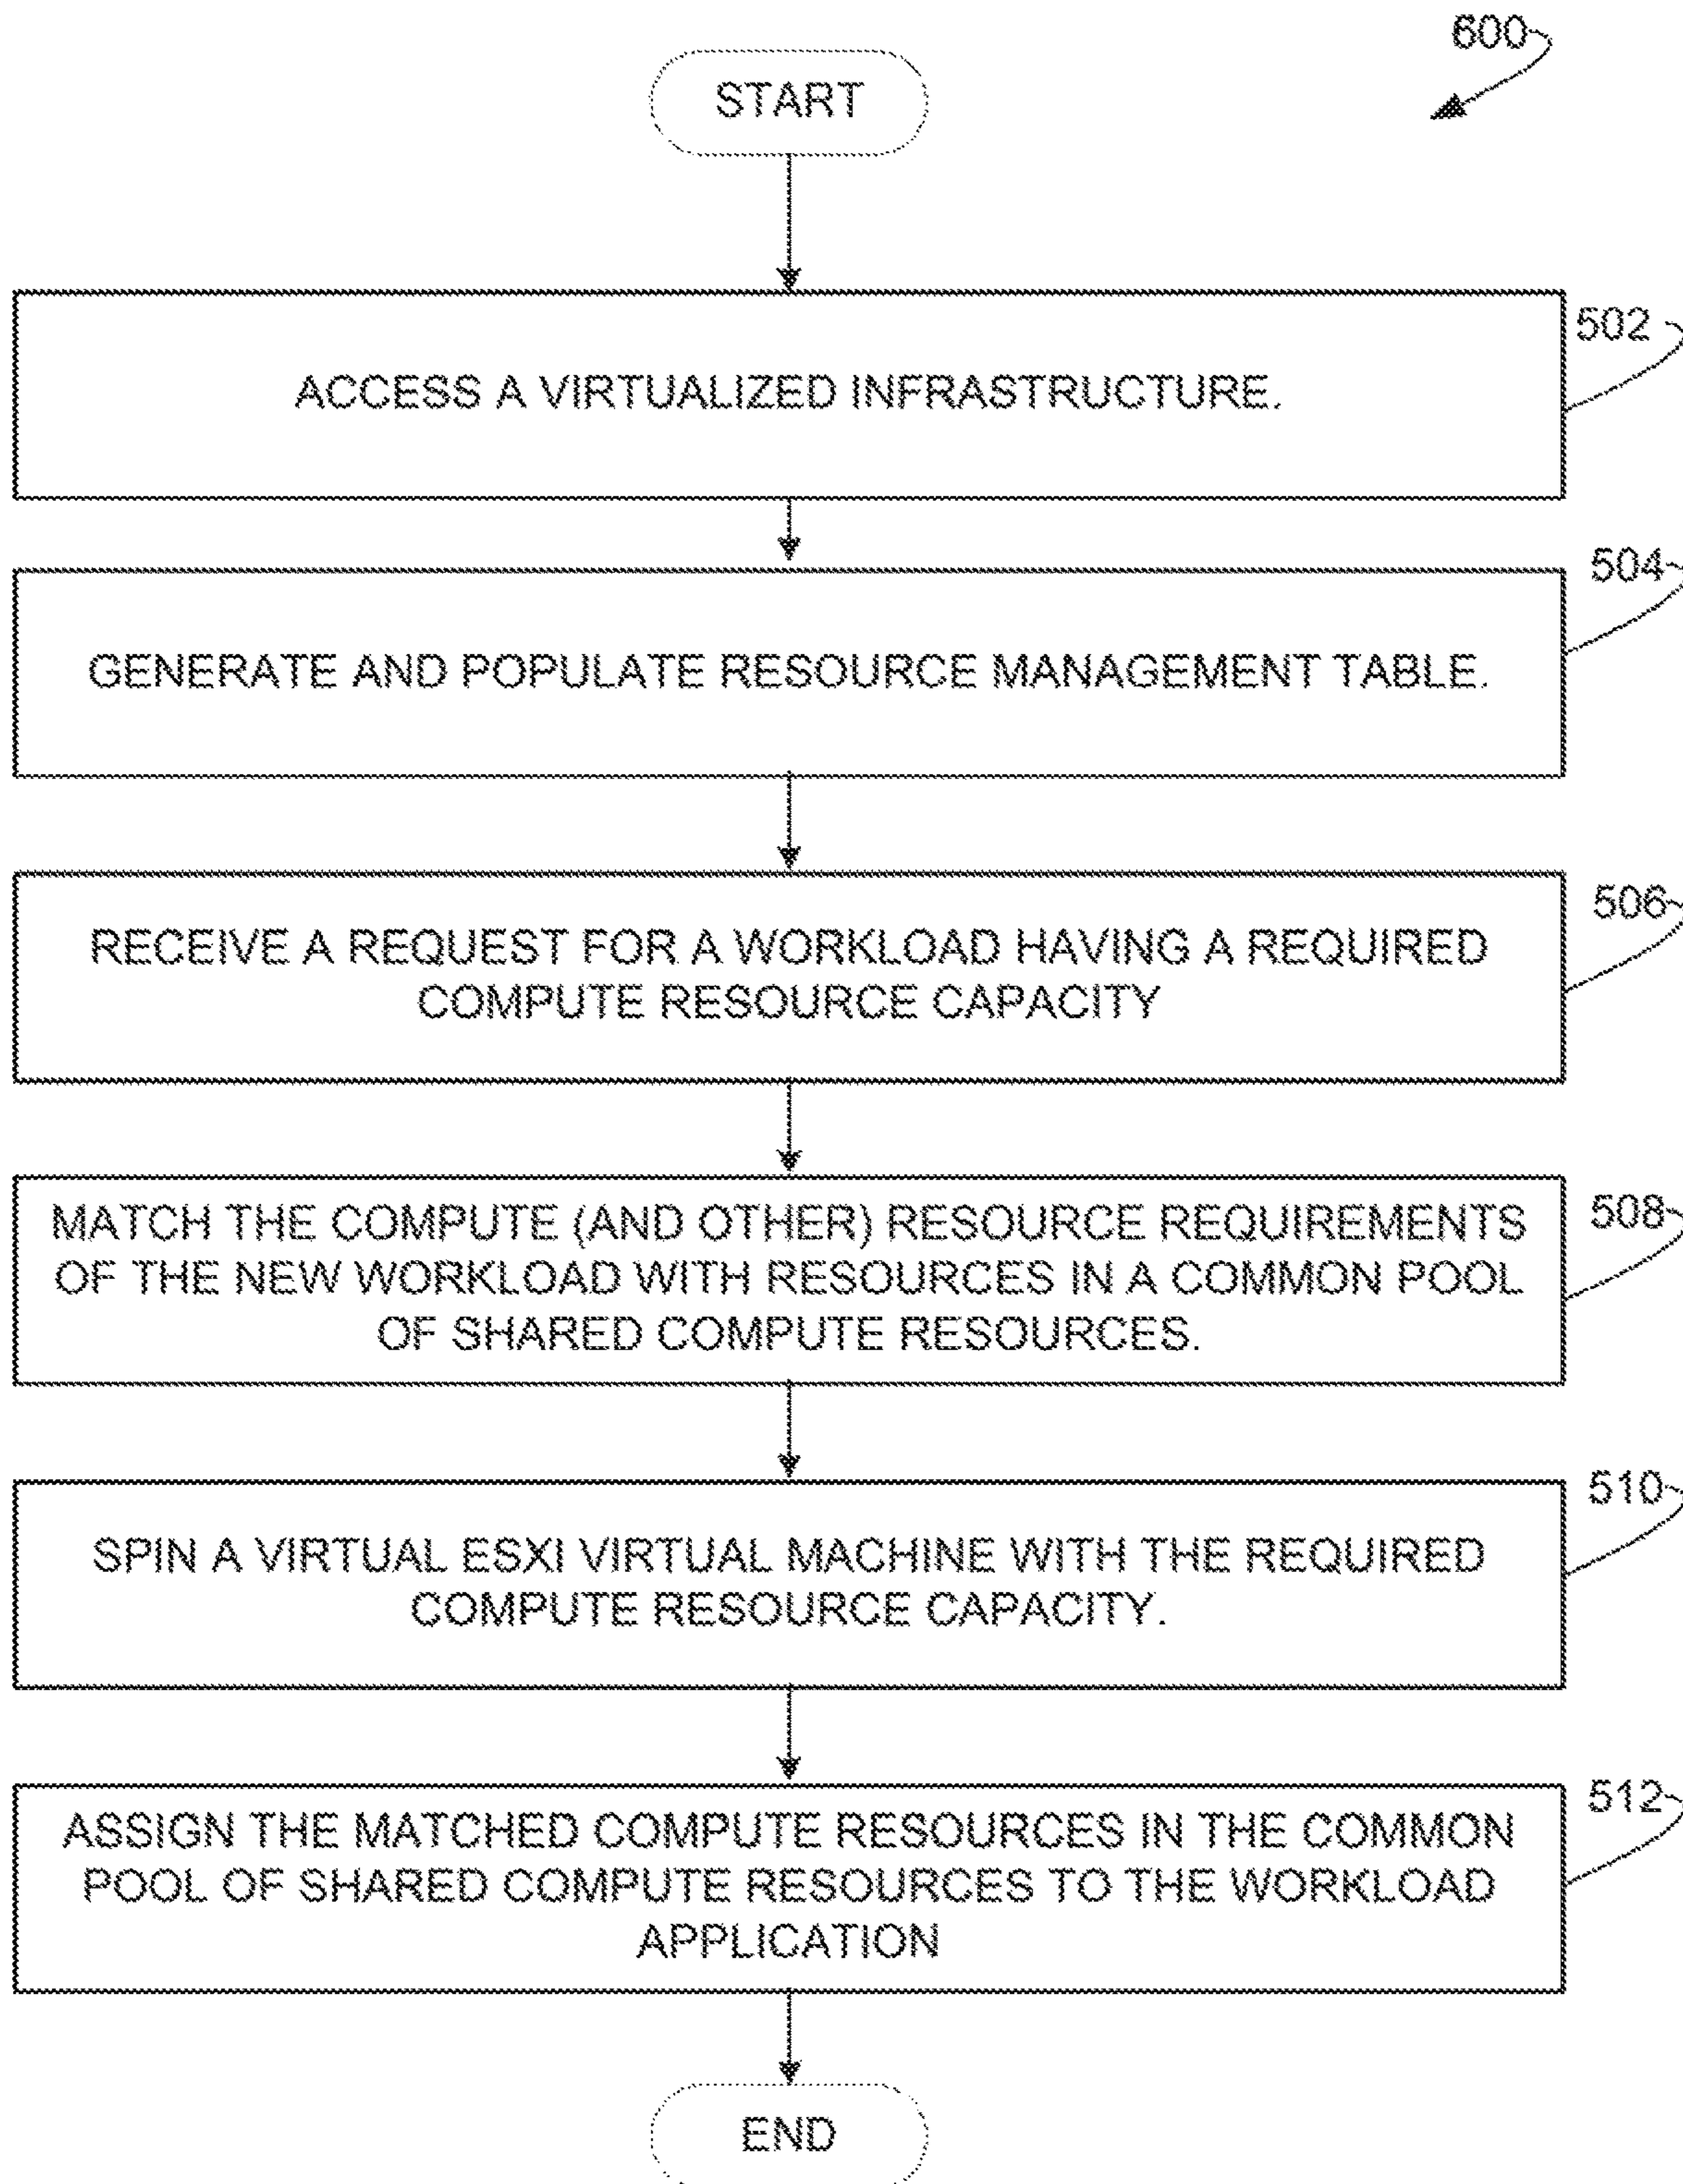 600
START
502
ACCESS A VIRTUALIZED INFRASTRUCTURE.
504
GENERATE AND POPULATE RESOURCE MANAGEMENT TABLE.
506
RECEIVE A REQUEST FOR A WORKLOAD HAVING A REQUIRED
COMPUTE RESOURCE CAPACITY
508
MATCH THE COMPUTE (AND OTHER) RESOURCE REQUIREMENTS
OF THE NEW WORKLOAD WITH RESOURCES IN A COMMON POOL
OF SHARED COMPUTE RESOURCES.
510
SPIN A VIRTUAL ESXI VIRTUAL MACHINE WITH THE REQUIRED
COMPUTE RESOURCE CAPACITY.
512
ASSIGN THE MATCHED COMPUTE RESOURCES IN THE COMMON
POOL OF SHARED COMPUTE RESOURCES TO THE WORKLOAD
APPLICATION
END